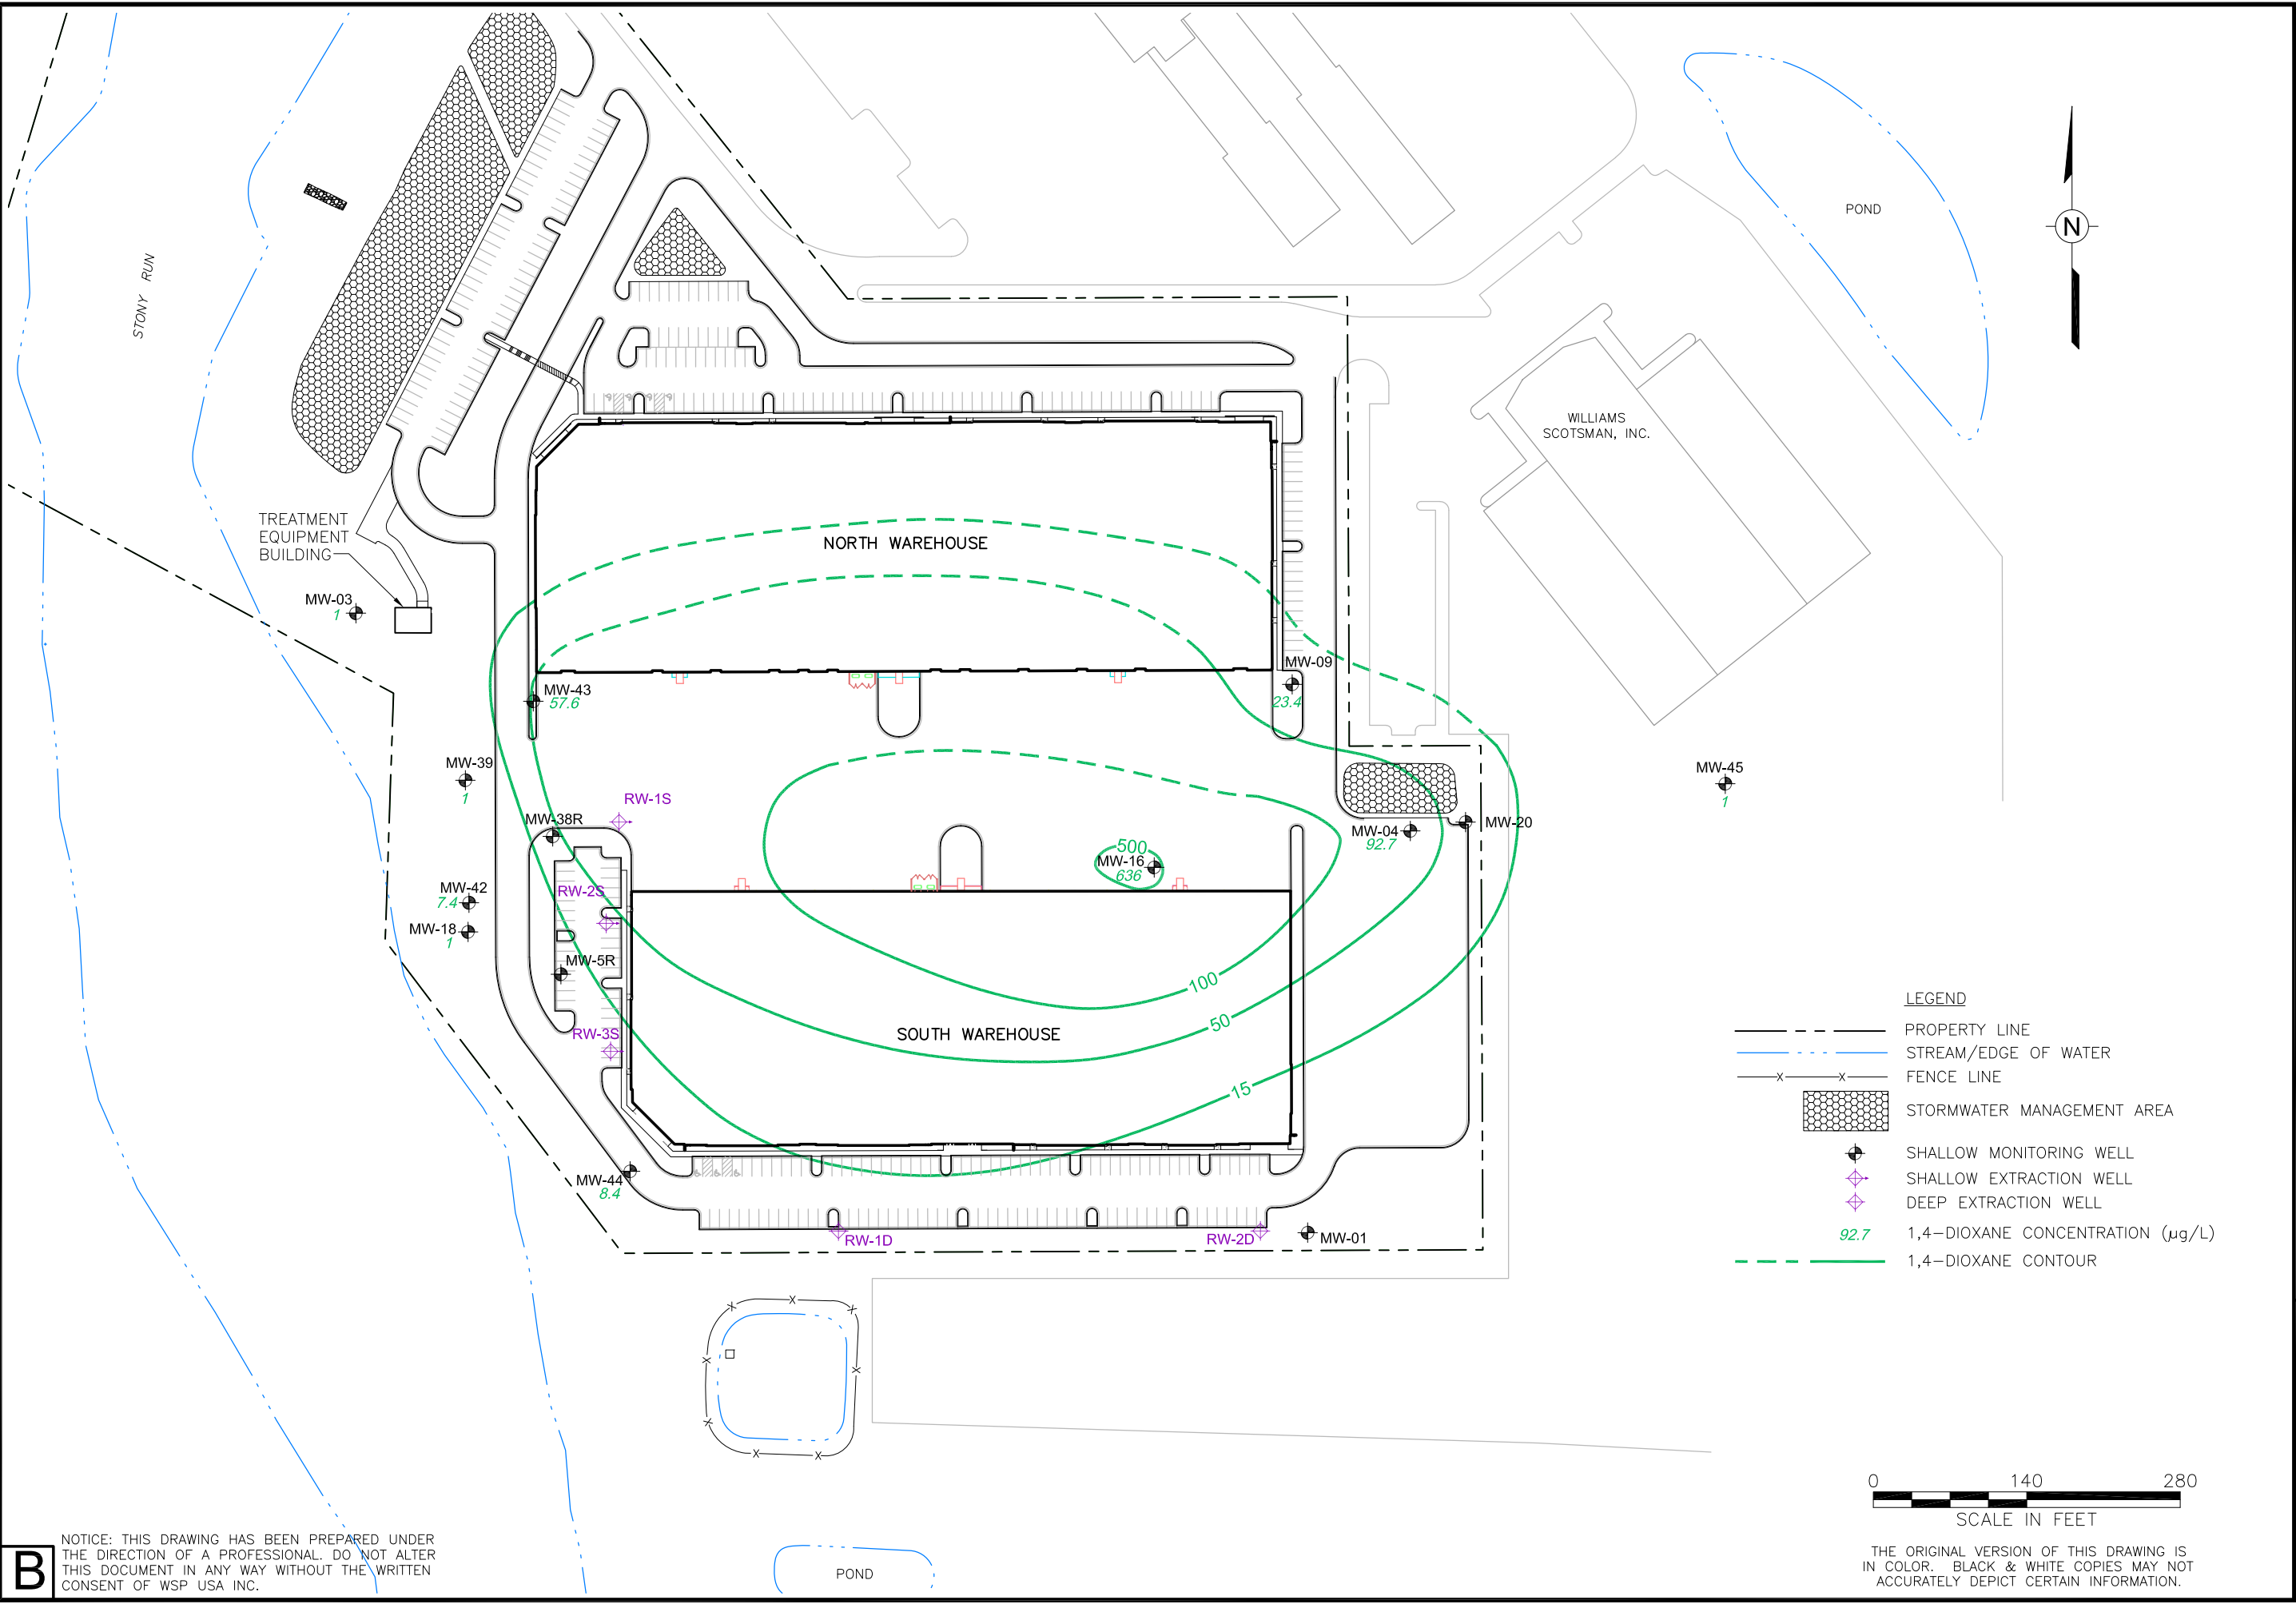 POND
N
STONY RUN
WILLIAMS
SCOTSMAN, INC.
TREATMENT
EQUIPMENT
BUILDING
NORTH WAREHOUSE
MW-03
1
MW-09
23.4
MW-43
57.6
MW-39
1
MW-45
1
RW-1S
MW-38R
MW-04
92.7
MW-20
500
MW-16
636
MW-42
7.4
RW-2S
MW-18
1
MW-5R
100
50
15
RW-3S
SOUTH WAREHOUSE
MW-44
8.4
RW-1D
RW-2D
MW-01
LEGEND
PROPERTY LINE
STREAM/EDGE OF WATER
X X FENCE LINE
STORMWATER MANAGEMENT AREA
SHALLOW MONITORING WELL
SHALLOW EXTRACTION WELL
DEEP EXTRACTION WELL
92.7 1,4-DIOXANE CONCENTRATION (µg/L)
1,4-DIOXANE CONTOUR
X X X X X X X X
0 140 280
SCALE IN FEET
THE ORIGINAL VERSION OF THIS DRAWING IS
IN COLOR. BLACK & WHITE COPIES MAY NOT
ACCURATELY DEPICT CERTAIN INFORMATION.
POND
B
NOTICE: THIS DRAWING HAS BEEN PREPARED UNDER
THE DIRECTION OF A PROFESSIONAL. DO NOT ALTER
THIS DOCUMENT IN ANY WAY WITHOUT THE WRITTEN
CONSENT OF WSP USA INC.